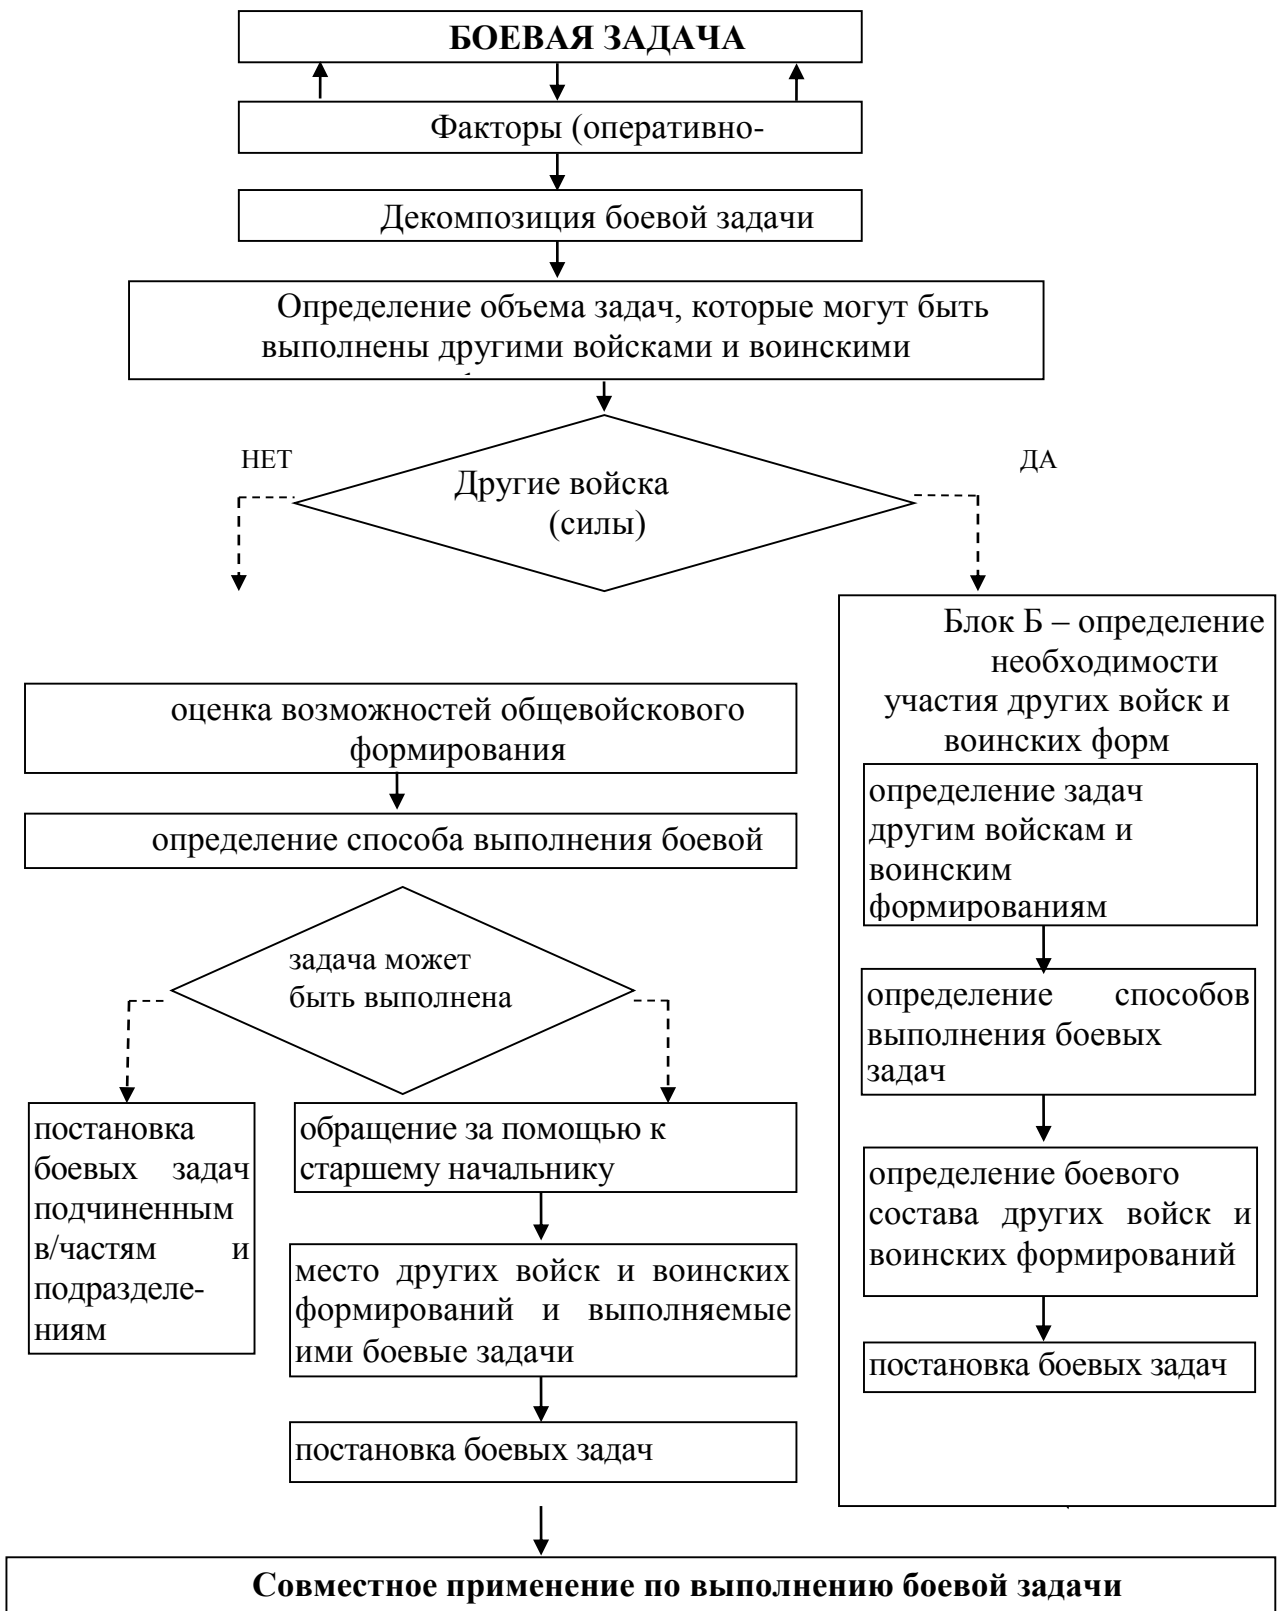 БОЕВАЯ ЗАДАЧА
Факторы (оперативно-
Декомпозиция боевой задачи
Определение объема задач, которые могут быть
выполнены другими войсками и воинскими
НЕТ
ДА
Другие войска
(силы)
Блок Б – определение
необходимости
участия других войск и
воинских форм
оценка возможностей общевойскового
формирования
определение способа выполнения боевой
задача может
быть выполнена
постановка
боевых задач
подчиненным
в/частям и
подразделе-
ниям
обращение за помощью к
старшему начальнику
место других войск и воинских
формирований и выполняемые
ими боевые задачи
постановка боевых задач
определение задач
другим войскам и
воинским
формированиям
определение способов
выполнения боевых
задач
определение боевого
состава других войск и
воинских формирований
постановка боевых задач
Совместное применение по выполнению боевой задачи